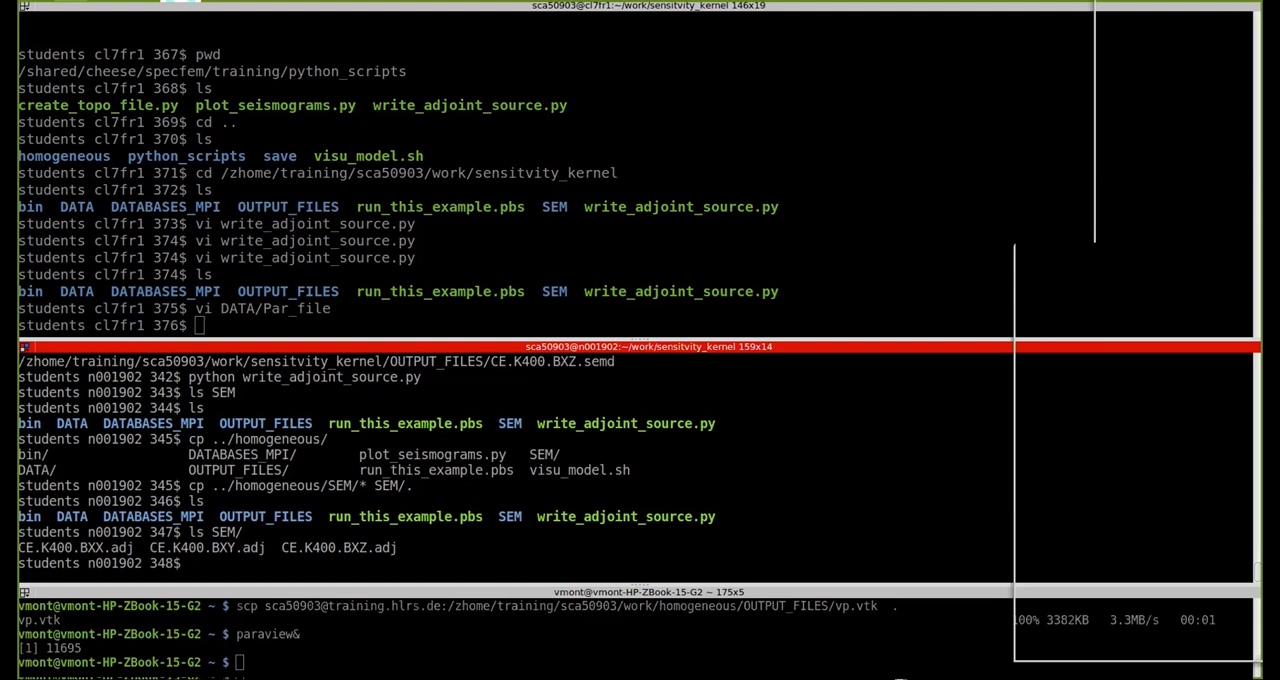 sca50903@cl7fr1:~/work/sensitvity_kernel 146x19
students cl7fr1 367$ pwd
/shared/cheese/specfem/training/python_scripts
students cl7fr1 368$ ls
create_topo_file.py  plot_seismograms.py  write_adjoint_source.py
students cl7fr1 369$ cd ..
students cl7fr1 370$ ls
homogeneous  python_scripts  save  visu_model.sh
students cl7fr1 371$ cd /zhome/training/sca50903/work/sensitvity_kernel
students cl7fr1 372$ ls
bin  DATA  DATABASES_MPI  OUTPUT_FILES  run_this_example.pbs  SEM  write_adjoint_source.py
students cl7fr1 373$ vi write_adjoint_source.py
students cl7fr1 374$ vi write_adjoint_source.py
students cl7fr1 374$ vi write_adjoint_source.py
students cl7fr1 374$ ls
bin  DATA  DATABASES_MPI  OUTPUT_FILES  run_this_example.pbs  SEM  write_adjoint_source.py
students cl7fr1 375$ vi DATA/Par_file
students cl7fr1 376$
sca50903@n001902:~/work/sensitvity_kernel 159x14
/zhome/training/sca50903/work/sensitvity_kernel/OUTPUT_FILES/CE.K400.BXZ.semd
students n001902 342$ python write_adjoint_source.py
students n001902 343$ ls SEM
students n001902 344$ ls
bin  DATA  DATABASES_MPI  OUTPUT_FILES  run_this_example.pbs  SEM  write_adjoint_source.py
students n001902 345$ cp ../homogeneous/
bin/  DATABASES_MPI/  plot_seismograms.py  SEM/
DATA/  OUTPUT_FILES/  run_this_example.pbs  visu_model.sh
students n001902 345$ cp ../homogeneous/SEM/* SEM/.
students n001902 346$ ls
bin  DATA  DATABASES_MPI  OUTPUT_FILES  run_this_example.pbs  SEM  write_adjoint_source.py
students n001902 347$ ls SEM/
CE.K400.BXX.adj  CE.K400.BXY.adj  CE.K400.BXZ.adj
students n001902 348$
vmont@vmont-HP-ZBook-15-G2 ~ 175x5
vmont@vmont-HP-ZBook-15-G2 ~ $ scp sca50903@training.hlrs.de:/zhome/training/sca50903/work/homogeneous/OUTPUT_FILES/vp.vtk  .
vp.vtk  100% 3382KB  3.3MB/s  00:01
vmont@vmont-HP-ZBook-15-G2 ~ $ paraview&
[1] 11695
vmont@vmont-HP-ZBook-15-G2 ~ $